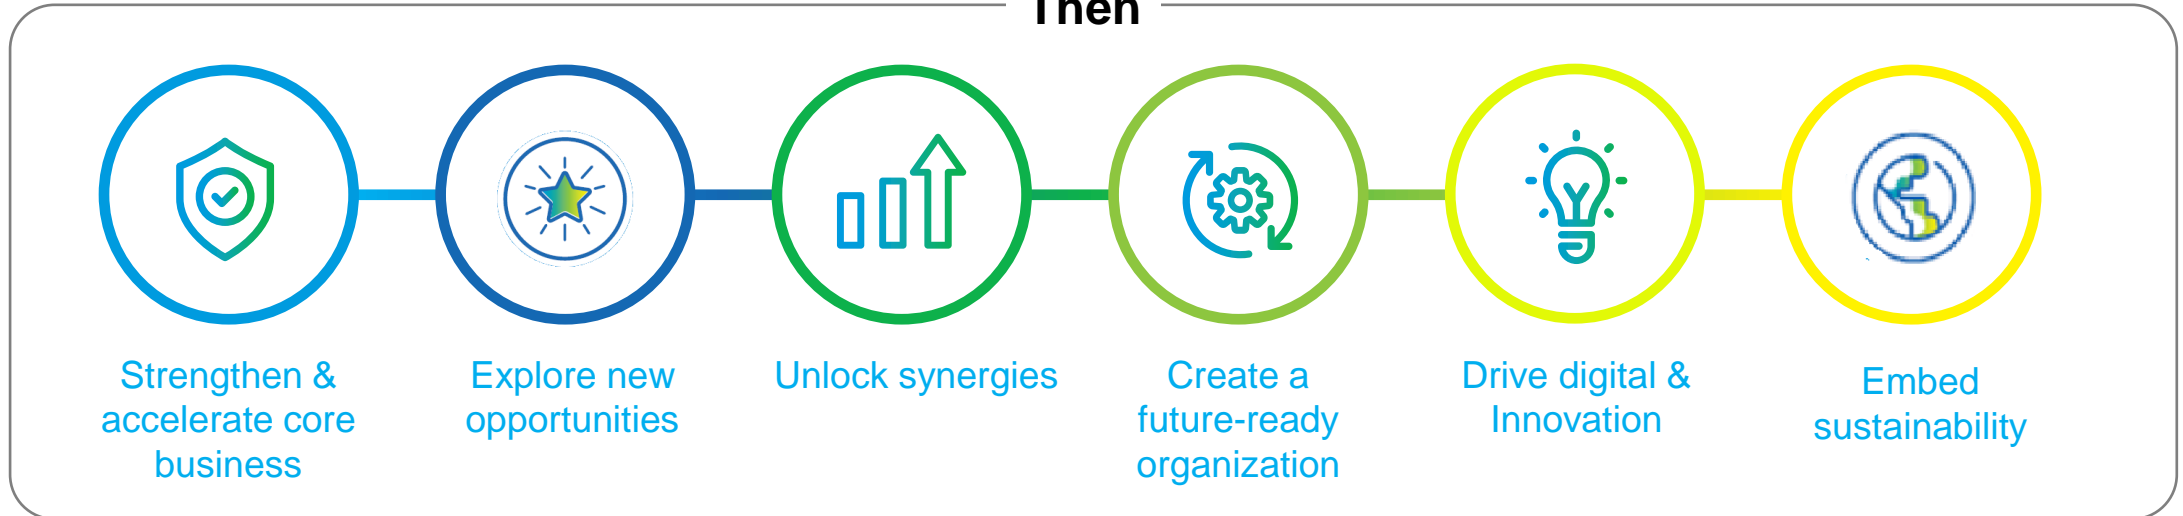 Then
Strengthen &
accelerate core
business
Explore new
opportunities
Unlock synergies
Create a
future-ready
organization
Drive digital &
Innovation
Embed
sustainability